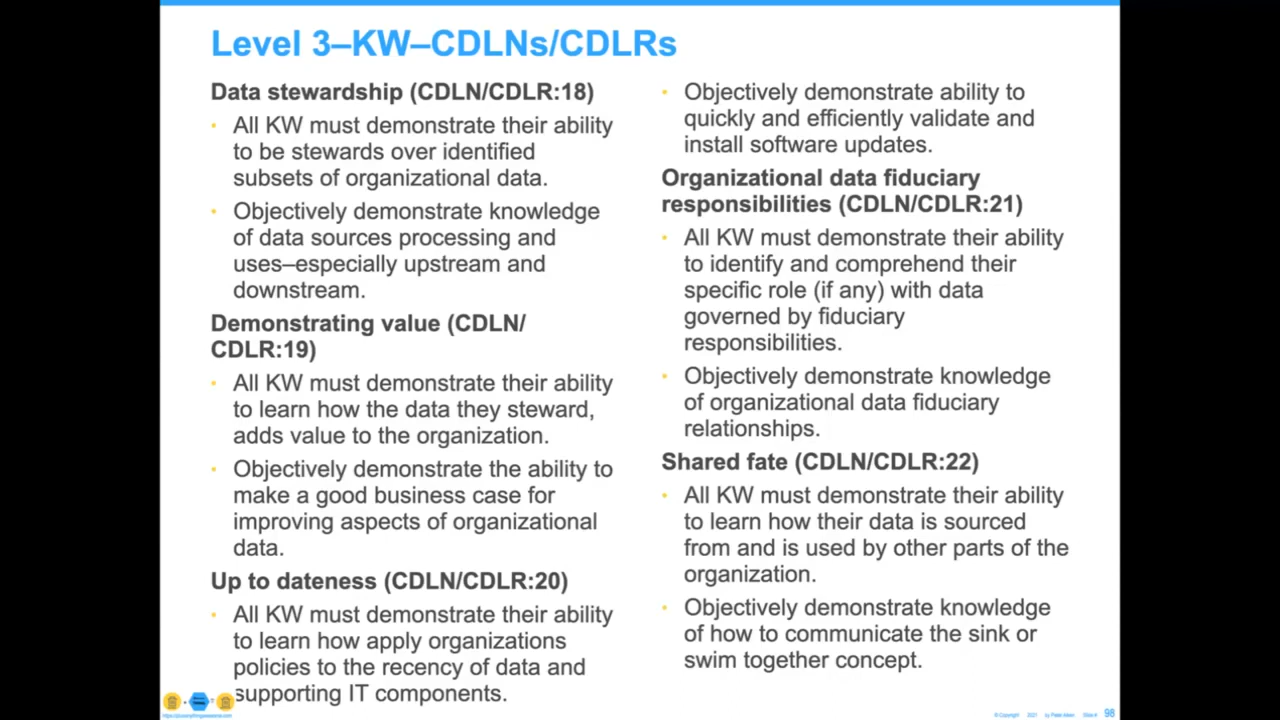 Level 3–KW–CDLNs/CDLRs
Data stewardship (CDLN/CDLR:18)
• All KW must demonstrate their ability
to be stewards over identified
subsets of organizational data.
• Objectively demonstrate knowledge
of data sources processing and
uses–especially upstream and
downstream.
Demonstrating value (CDLN/
CDLR:19)
• All KW must demonstrate their ability
to learn how the data they steward,
adds value to the organization.
• Objectively demonstrate the ability to
make a good business case for
improving aspects of organizational
data.
Up to dateness (CDLN/CDLR:20)
• All KW must demonstrate their ability
to learn how apply organizations
policies to the recency of data and
supporting IT components.
• Objectively demonstrate ability to
quickly and efficiently validate and
install software updates.
Organizational data fiduciary
responsibilities (CDLN/CDLR:21)
• All KW must demonstrate their ability
to identify and comprehend their
specific role (if any) with data
governed by fiduciary
responsibilities.
• Objectively demonstrate knowledge
of organizational data fiduciary
relationships.
Shared fate (CDLN/CDLR:22)
• All KW must demonstrate their ability
to learn how their data is sourced
from and is used by other parts of the
organization.
• Objectively demonstrate knowledge
of how to communicate the sink or
swim together concept.
© Copyright 2021 by Peter Aiken Slide # 98